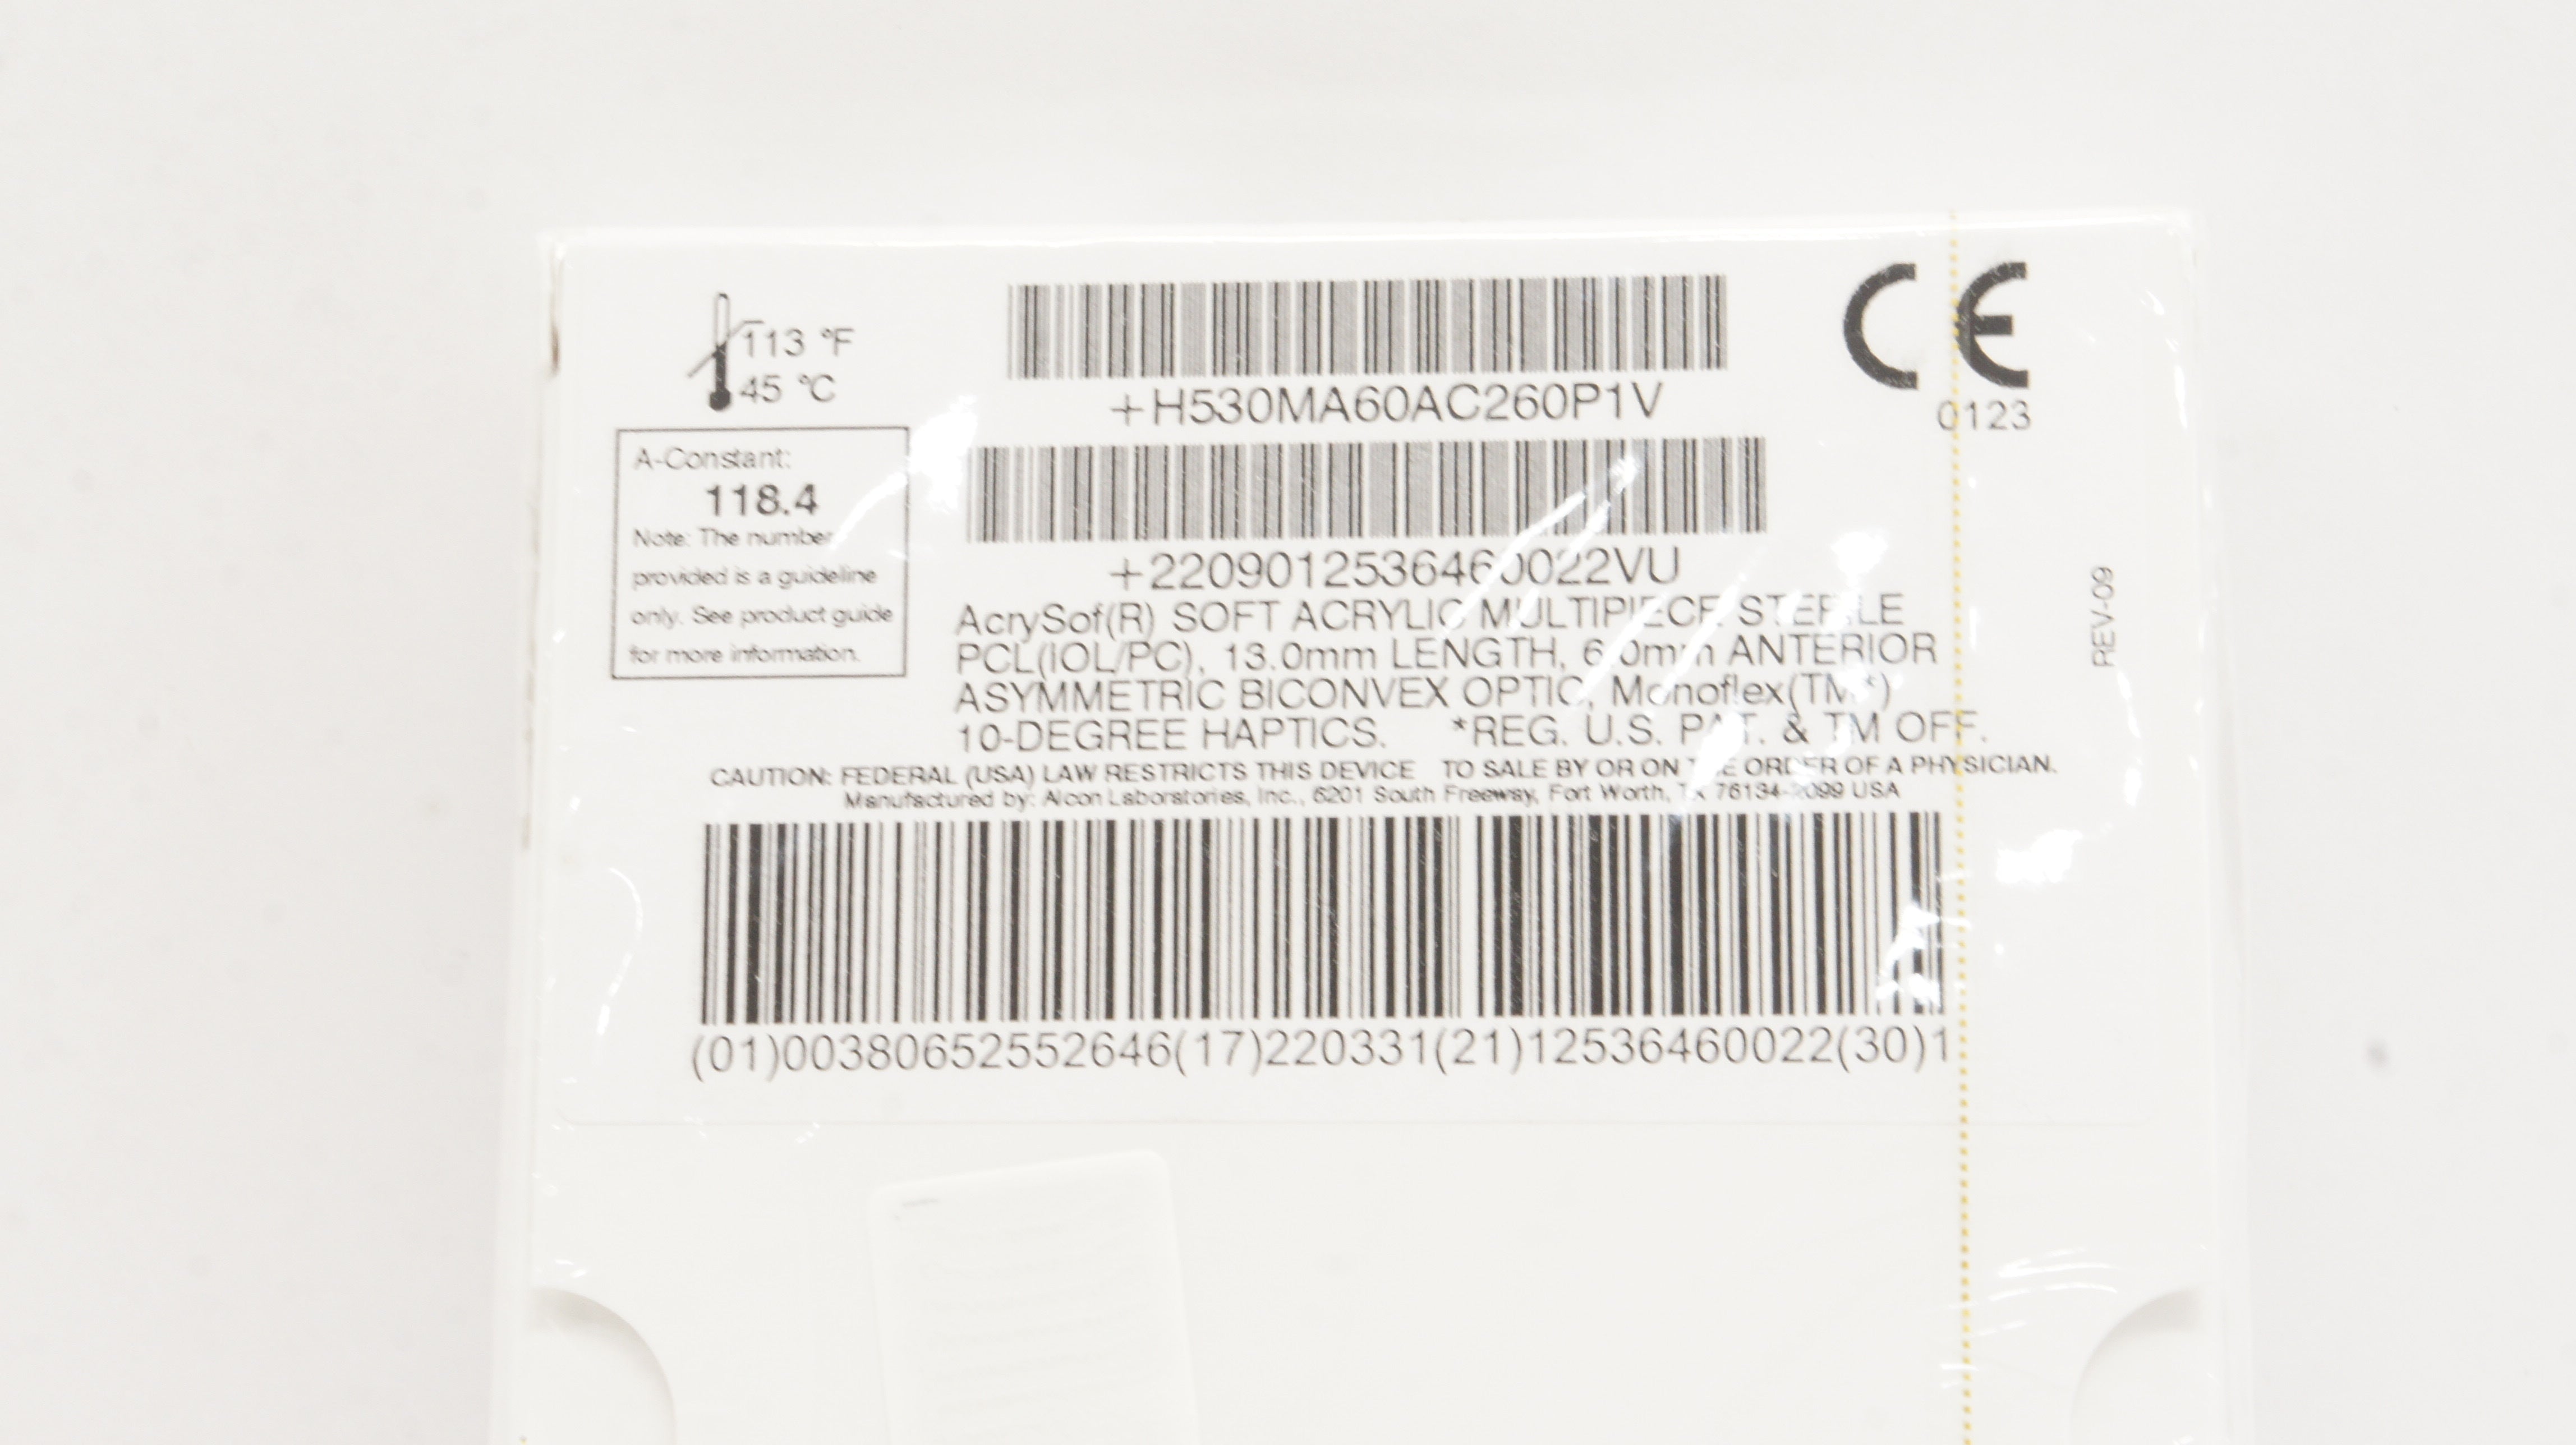 113 °F
45 °C
+H530MA60AC260P1V
CE
0123
A-Constant:
118.4
Note: The number
provided is a guideline
only. See product guide
for more information.
+2209012536460022VU
AcrySof(R) SOFT ACRYLIC MULTIPIECE STERILE
PCL(IOL/PC), 13.0mm LENGTH, 6.0mm ANTERIOR
ASYMMETRIC BICONVEX OPTIC, Monoflex(TM*)
10-DEGREE HAPTICS. *REG. U.S. PAT. & TM OFF.
CAUTION: FEDERAL (USA) LAW RESTRICTS THIS DEVICE TO SALE BY OR ON THE ORDER OF A PHYSICIAN.
Manufactured by: Alcon Laboratories, Inc., 6201 South Freeway, Fort Worth, TX 76134-2099 USA
(01)00380652552646(17)220331(21)12536460022(30)1
REV-09